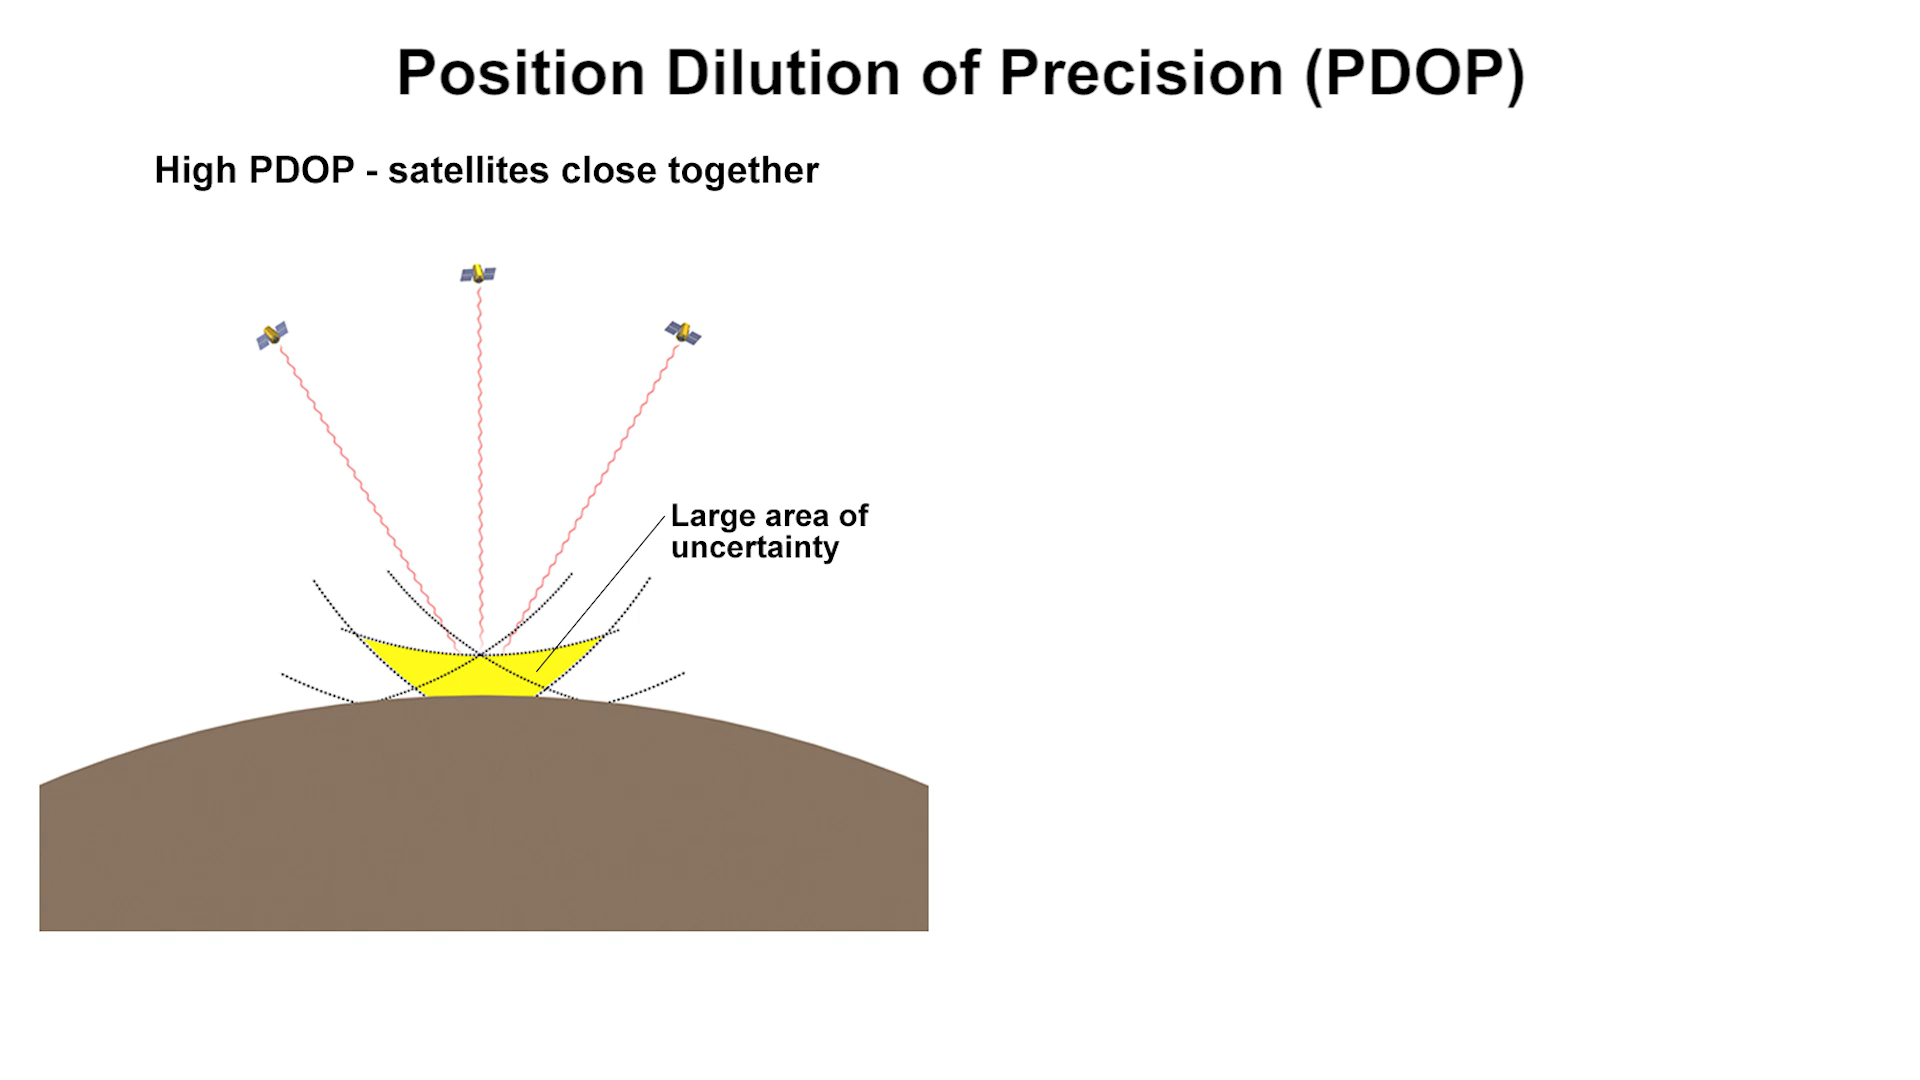 Position Dilution of Precision (PDOP)
High PDOP - satellites close together
Large area of
uncertainty